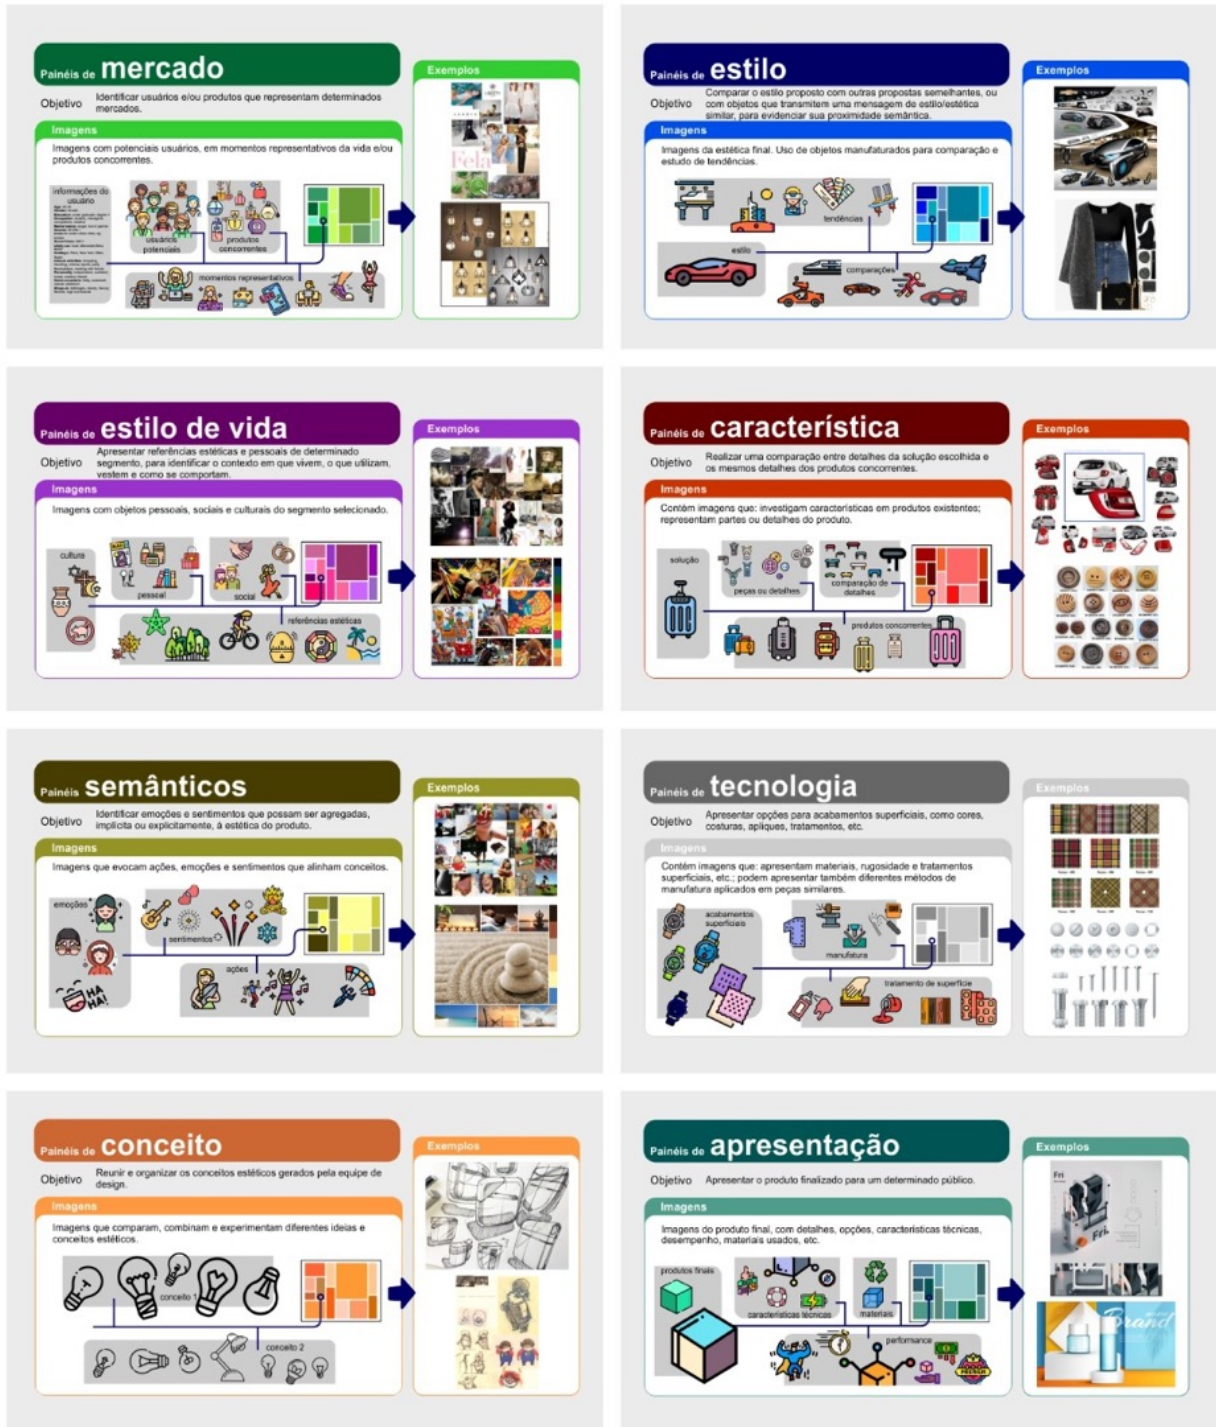 Painéis de mercado
Objetivo
Identificar usuários e/ou produtos que representam determinados
mercados.
Imagens
Imagens com potenciais usuários, em momentos representativos da vida e/ou
produtos concorrentes.
informações do
usuário
usuários
potenciais
produtos
concorrentes
momentos representativos
Exemplos
Fela
Painéis de estilo
Objetivo
Comparar o estilo proposto com outras propostas semelhantes, ou
com objetos que transmitem uma mensagem de estilo/estética
similar, para evidenciar sua proximidade semântica.
Imagens
Imagens da estética final. Uso de objetos manufaturados para comparação e
estudo de tendências.
tendências
estilo
comparações
Exemplos
Painéis de estilo de vida
Objetivo
Apresentar referências estéticas e pessoais de determinado
segmento, para identificar o contexto em que vivem, o que utilizam,
vestem e como se comportam.
Imagens
Imagens com objetos pessoais, sociais e culturais do segmento selecionado.
cultura
pessoal
social
referências estéticas
Exemplos
Painéis de característica
Objetivo
Realizar uma comparação entre detalhes da solução escolhida e
os mesmos detalhes dos produtos concorrentes.
Imagens
Contém imagens que: investigam características em produtos existentes;
representam partes ou detalhes do produto.
solução
peças ou detalhes
comparação de
detalhes
produtos concorrentes
Exemplos
Painéis semânticos
Objetivo
Identificar emoções e sentimentos que possam ser agregadas,
implícita ou explicitamente, à estética do produto.
Imagens
Imagens que evocam ações, emoções e sentimentos que alinham conceitos.
emoções
sentimentos
ações
HA
HA!
Exemplos
Painéis de tecnologia
Objetivo
Apresentar opções para acabamentos superficiais, como cores,
costuras, apliques, tratamentos, etc.
Imagens
Contém imagens que: apresentam materiais, rugosidade e tratamentos
superficiais, etc.; podem apresentar também diferentes métodos de
manufatura aplicados em peças similares.
acabamentos
superficiais
manufatura
tratamento de superfície
Exemplos
Painéis de conceito
Objetivo
Reunir e organizar os conceitos estéticos gerados pela equipe de
design.
Imagens
Imagens que comparam, combinam e experimentam diferentes ideias e
conceitos estéticos.
conceito 1
conceito 2
Exemplos
Painéis de apresentação
Objetivo
Apresentar o produto finalizado para um determinado público.
Imagens
Imagens do produto final, com detalhes, opções, características técnicas,
desempenho, materiais usados, etc.
produtos finais
características técnicas
materiais
performance
Exemplos
Fri
Fri.
Brand